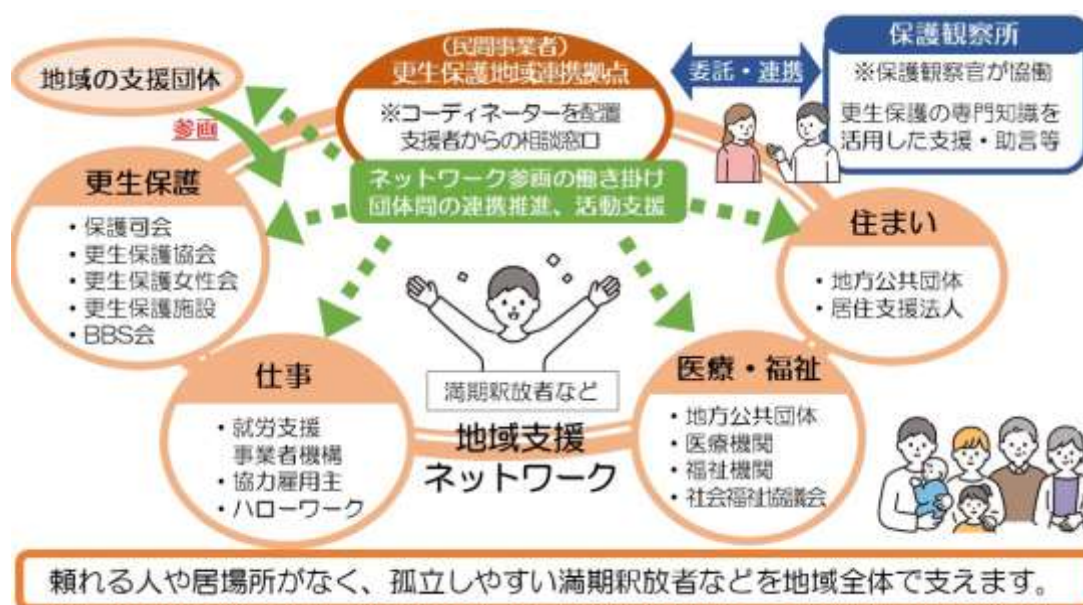 地域の支援団体
参画
(民間事業者)
更生保護地域連携拠点
※コーディネーターを配置
支援者からの相談窓口
委託・連携
保護観察所
※保護観察官が協働
更生保護の専門知識を
活用した支援・助言等
ネットワーク参画の働き掛け
団体間の連携推進、活動支援
更生保護
・保護司会
・更生保護協会
・更生保護女性会
・更生保護施設
・BBS会
住まい
・地方公共団体
・居住支援法人
仕事
・就労支援
事業者機構
・協力雇用主
・ハローワーク
満期釈放者など
地域支援
ネットワーク
医療・福祉
・地方公共団体
・医療機関
・福祉機関
・社会福祉協議会
頼れる人や居場所がなく、孤立しやすい満期釈放者などを地域全体で支えます。